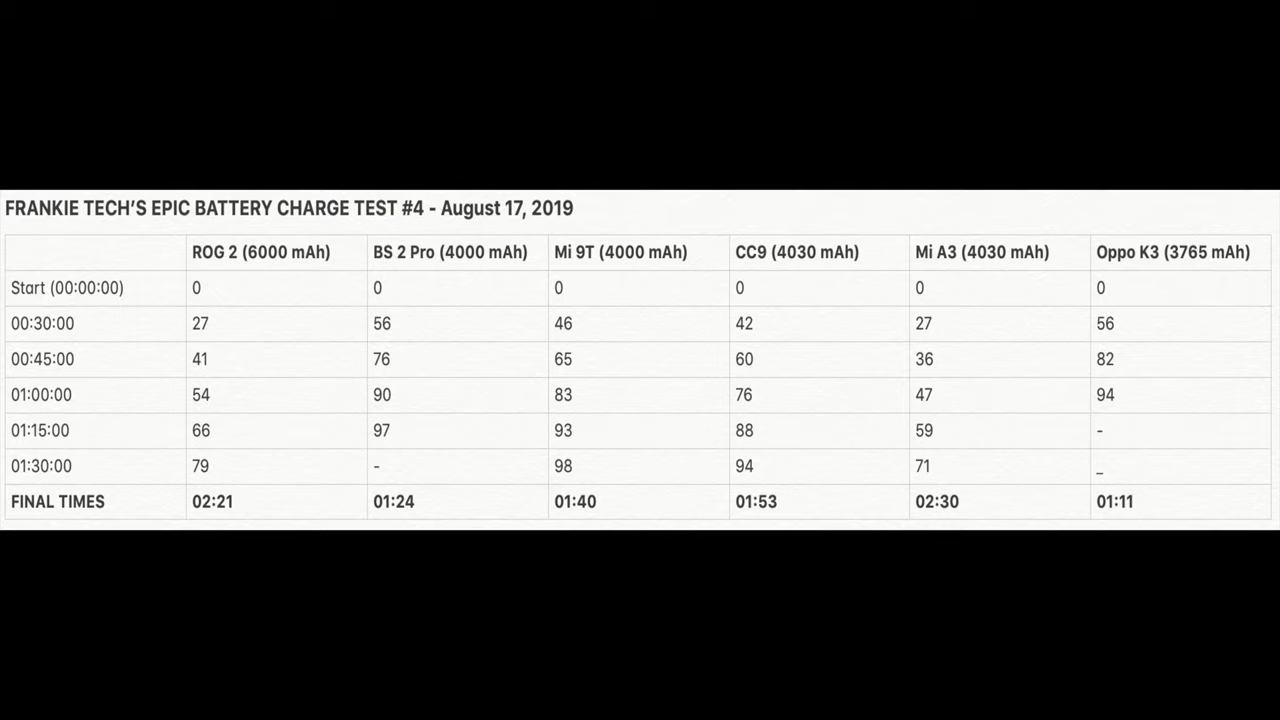 FRANKIE TECH'S EPIC BATTERY CHARGE TEST #4 - August 17, 2019
ROG 2 (6000 mAh) BS 2 Pro (4000 mAh) Mi 9T (4000 mAh) CC9 (4030 mAh) Mi A3 (4030 mAh) Oppo K3 (3765 mAh)
Start (00:00:00) 0 0 0 0 0 0
00:30:00 27 56 46 42 27 56
00:45:00 41 76 65 60 36 82
01:00:00 54 90 83 76 47 94
01:15:00 66 97 93 88 59 -
01:30:00 79 - 98 94 71 _
FINAL TIMES 02:21 01:24 01:40 01:53 02:30 01:11